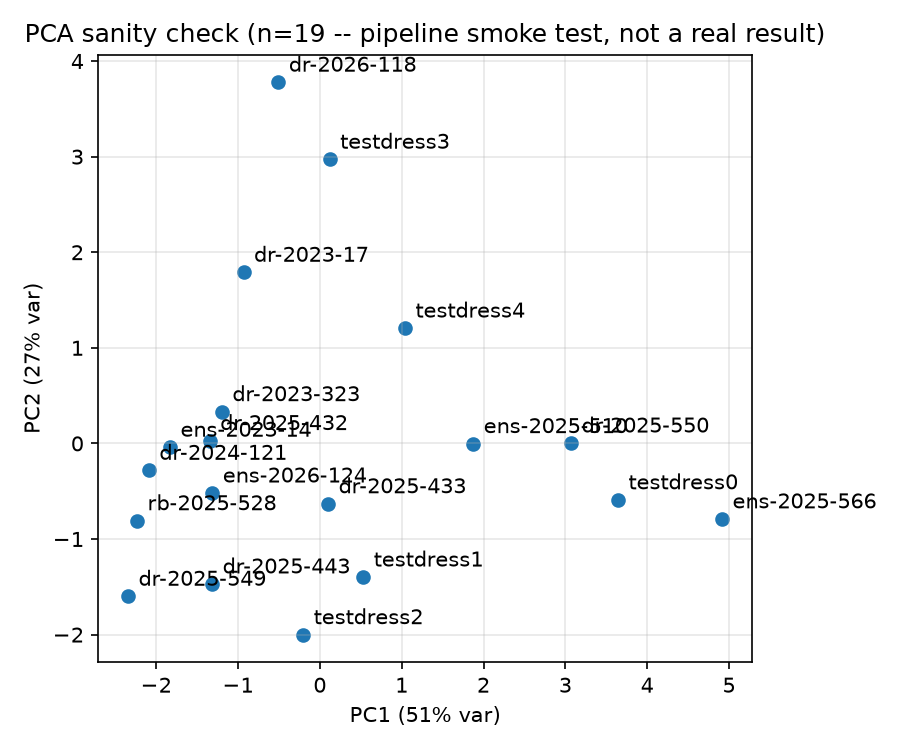 PCA sanity check (n=19 -- pipeline smoke test, not a real result)
dr-2026-118
testdress3
dr-2023-17
testdress4
dr-2023-323
dr-2025-432
ens-2023-14
dr-2024-121
ens-2025-510
dr-2025-550
ens-2026-124
dr-2025-433
testdress0
ens-2025-566
rb-2025-528
dr-2025-443
dr-2025-549
testdress1
testdress2
4
3
2
1
0
−1
−2
PC2 (27% var)
−2 −1 0 1 2 3 4 5
PC1 (51% var)